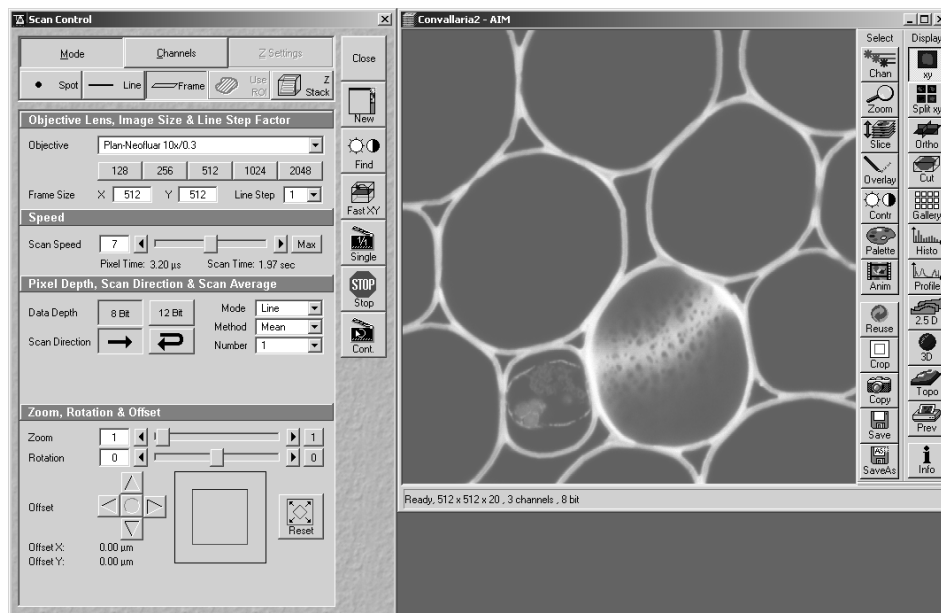 Scan Control
Mode
Channels
Z Settings
Spot
Line
Frame
Use ROI
Z Stack
Objective Lens, Image Size & Line Step Factor
Objective
Plan-Neofluar 10x/0.3
128 256 512 1024 2048
Frame Size X 512 Y 512 Line Step 1
Speed
Scan Speed 7 Max
Pixel Time: 3.20 µs Scan Time: 1.97 sec
Pixel Depth, Scan Direction & Scan Average
Data Depth 8 Bit 12 Bit
Mode Line
Method Mean
Scan Direction
Number 1
Zoom, Rotation & Offset
Zoom 1 1
Rotation 0 0
Offset
Reset
Offset X: 0.00 µm
Offset Y: 0.00 µm
Close
New
Find
Fast XY
1/1
Single
STOP
Stop
Cont.
Convallaria2 - AIM
Select
Chan
Zoom
Slice
Overlay
Contr
Palette
Anim
Reuse
Crop
Copy
Save
AS
SaveAs
Display
xy
Split xy
Ortho
Cut
Gallery
Histo
Profile
2.5 D
3D
Topo
Prev
Info
Ready, 512 x 512 x 20 , 3 channels , 8 bit